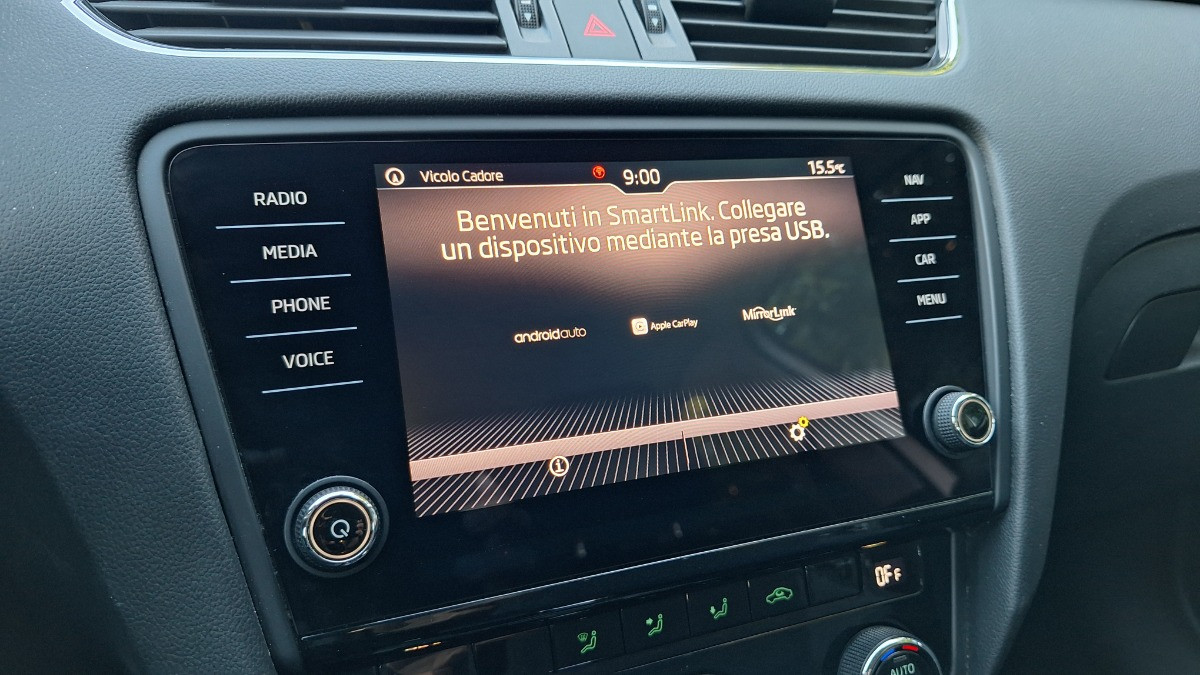 Vicolo Cadore
9:00
15.5°C
RADIO
MEDIA
PHONE
VOICE
Benvenuti in SmartLink. Collegare
un dispositivo mediante la presa USB.
androidauto
Apple CarPlay
MirrorLink
NAV
APP
CAR
MENU
OFF
AUTO